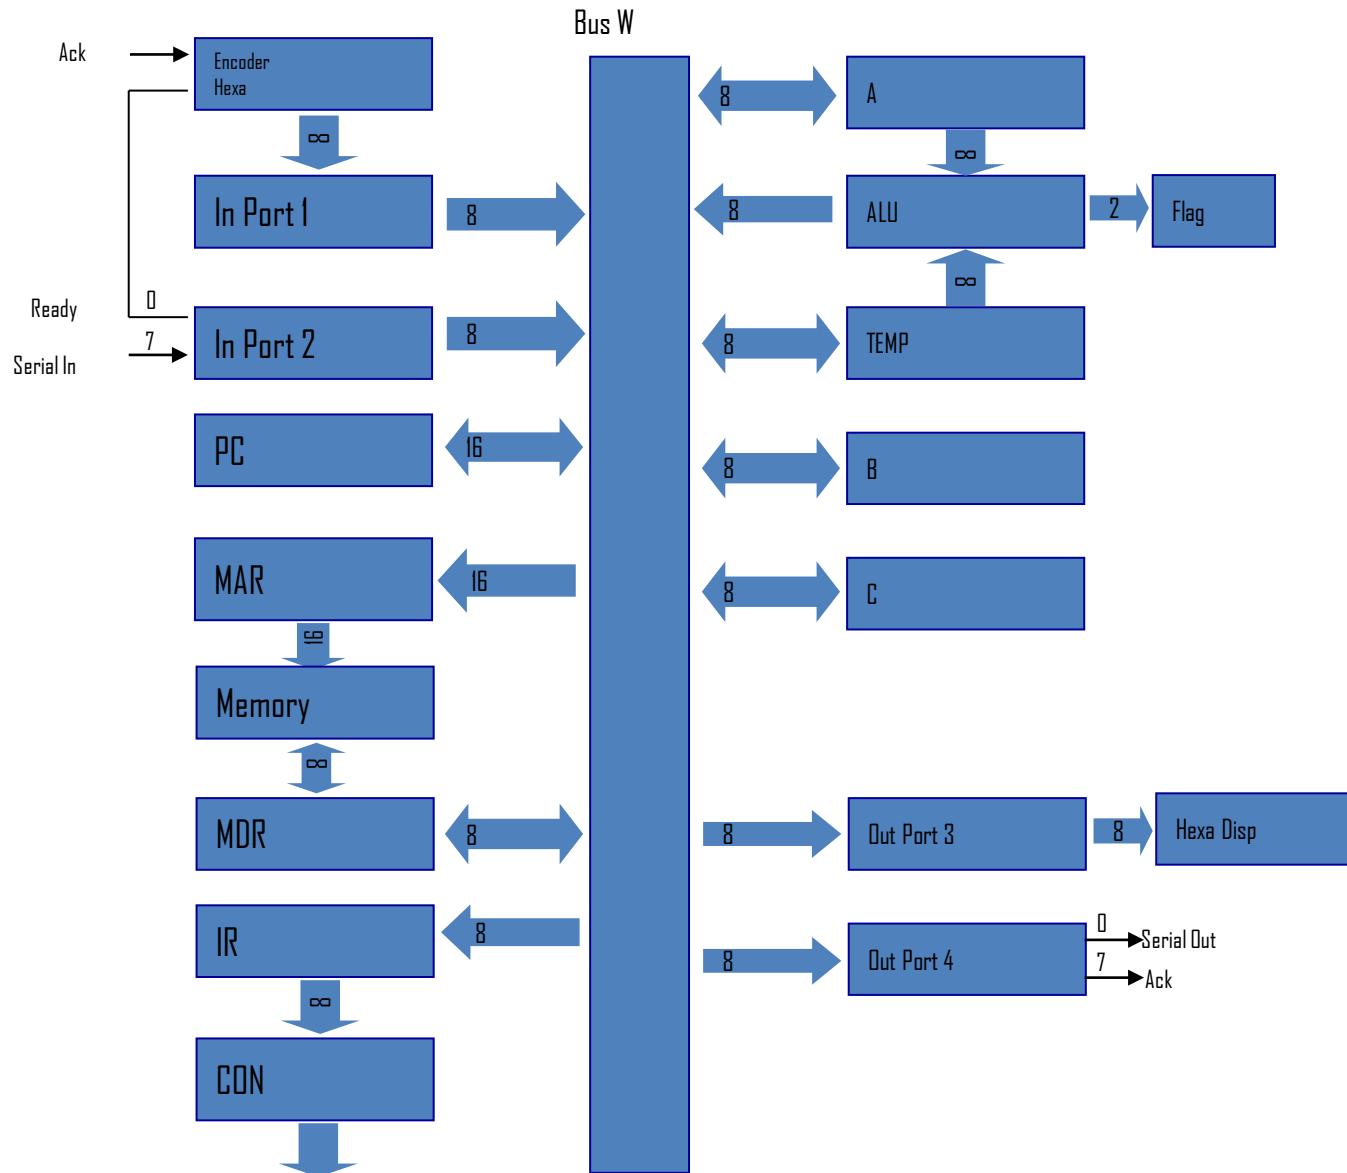 Bus W
Ack
Encoder
Hexa
8
A
8
8
In Port 1
8
8
ALU
2
Flag
8
Ready
0
In Port 2
8
7
Serial In
8
TEMP
PC
16
8
B
MAR
16
8
C
16
Memory
8
MDR
8
8
Out Port 3
8
Hexa Disp
IR
8
8
Out Port 4
0
Serial Out
7
Ack
8
CON